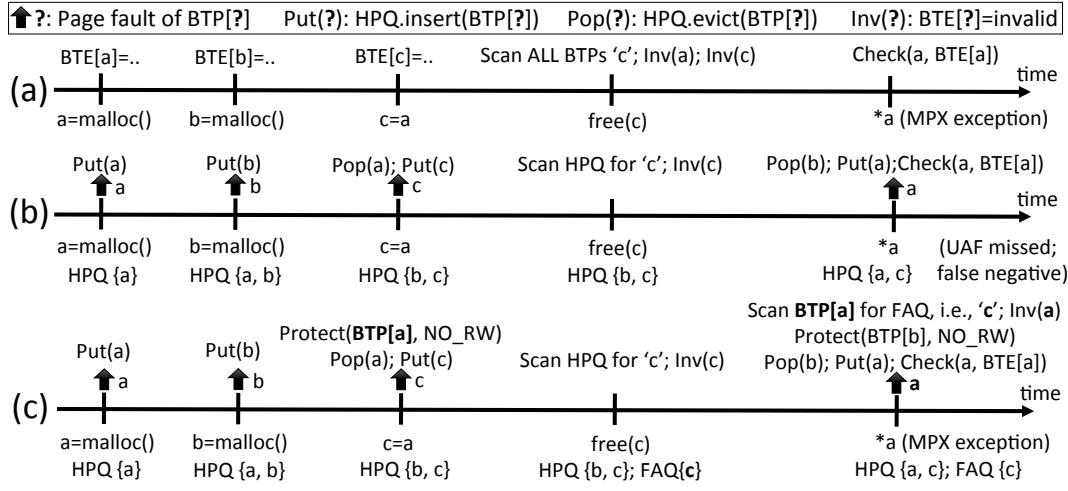 ?: Page fault of BTP[?] Put(?): HPQ.insert(BTP[?]) Pop(?): HPQ.evict(BTP[?]) Inv(?): BTE[?]=invalid
BTE[a]=.. BTE[b]=.. BTE[c]=.. Scan ALL BTPs ‘c’; Inv(a); Inv(c) Check(a, BTE[a])
time
(a)
a=malloc() b=malloc() c=a free(c) *a (MPX exception)
Put(a) Put(b) Pop(a); Put(c) Scan HPQ for ‘c’; Inv(c) Pop(b); Put(a);Check(a, BTE[a])
a b c a time
(b)
a=malloc() b=malloc() c=a free(c) *a (UAF missed;
HPQ {a} HPQ {a, b} HPQ {b, c} HPQ {b, c} HPQ {a, c} false negative)
Scan BTP[a] for FAQ, i.e., ‘c’; Inv(a)
Protect(BTP[a], NO_RW) Protect(BTP[b], NO_RW)
Put(a) Put(b) Pop(a); Put(c) Scan HPQ for ‘c’; Inv(c) Pop(b); Put(a); Check(a, BTE[a])
a b c a time
(c)
a=malloc() b=malloc() c=a free(c) *a (MPX exception)
HPQ {a} HPQ {a, b} HPQ {b, c} HPQ {b, c}; FAQ{c} HPQ {a, c}; FAQ {c}